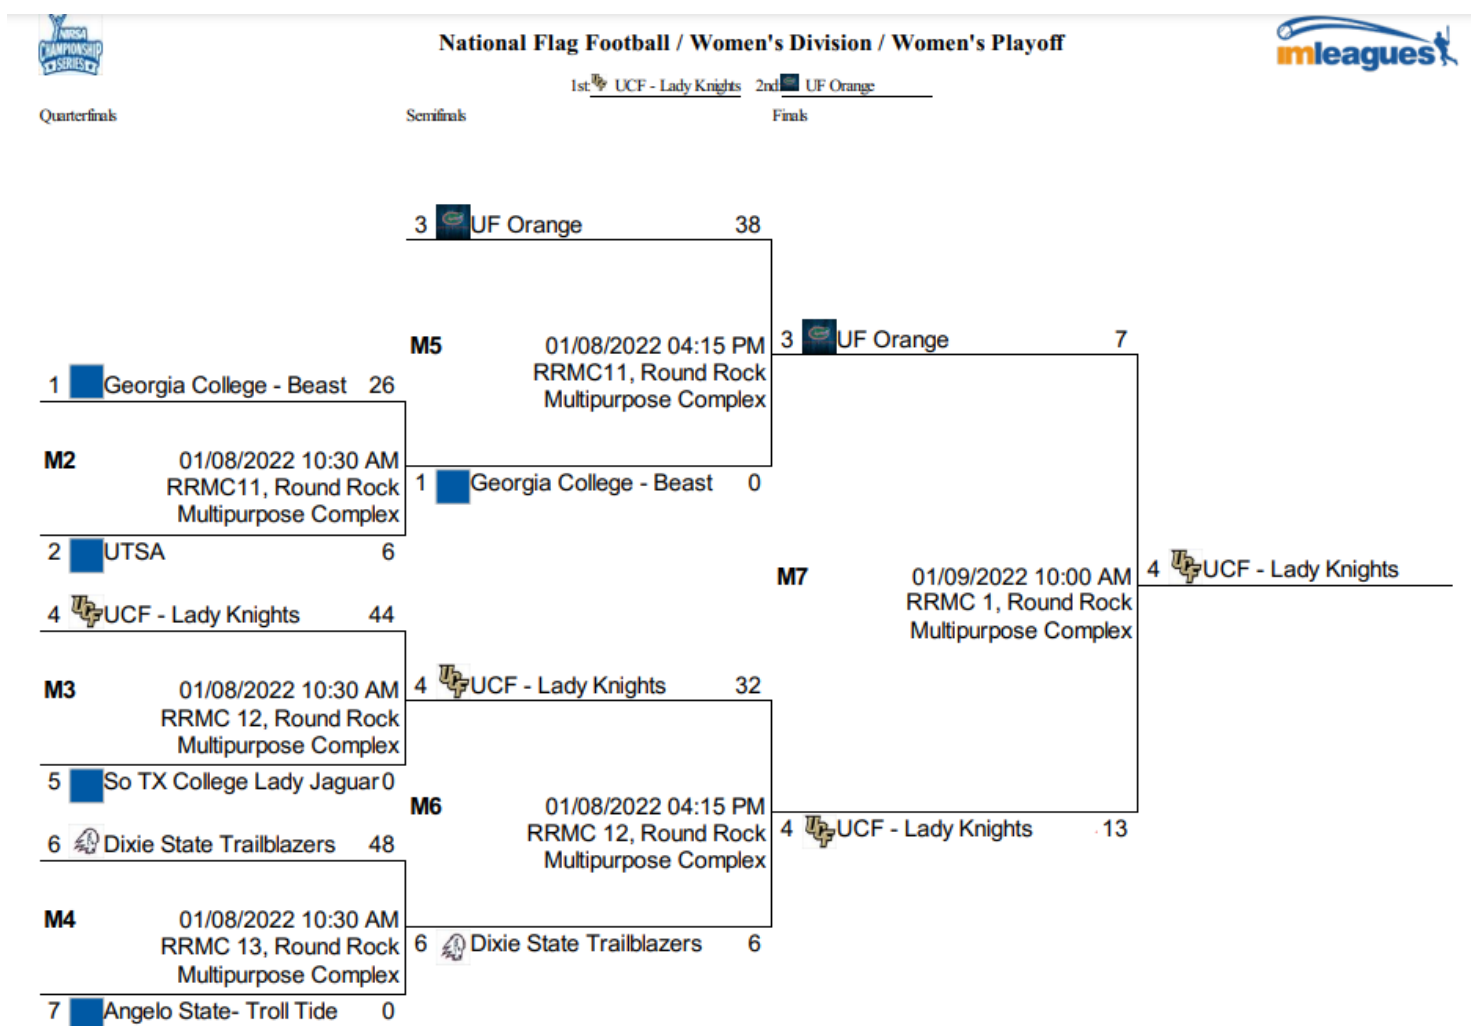 NIRSA
CHAMPIONSHIP
SERIES
National Flag Football / Women's Division / Women's Playoff
imleagues
1st: UCF - Lady Knights 2nd: UF Orange
Quarterfinals Semifinals Finals
3 UF Orange 38
M5 01/08/2022 04:15 PM
RRMC11, Round Rock
Multipurpose Complex
3 UF Orange 7
1 Georgia College - Beast 26
M2 01/08/2022 10:30 AM
RRMC11, Round Rock
Multipurpose Complex
1 Georgia College - Beast 0
2 UTSA 6
M7 01/09/2022 10:00 AM
RRMC 1, Round Rock
Multipurpose Complex
4 UCF UCF - Lady Knights
4 UCF UCF - Lady Knights 44
M3 01/08/2022 10:30 AM
RRMC 12, Round Rock
Multipurpose Complex
4 UCF UCF - Lady Knights 32
5 So TX College Lady Jaguar 0
M6 01/08/2022 04:15 PM
RRMC 12, Round Rock
Multipurpose Complex
4 UCF UCF - Lady Knights 13
6 Dixie State Trailblazers 48
M4 01/08/2022 10:30 AM
RRMC 13, Round Rock
Multipurpose Complex
6 Dixie State Trailblazers 6
7 Angelo State- Troll Tide 0